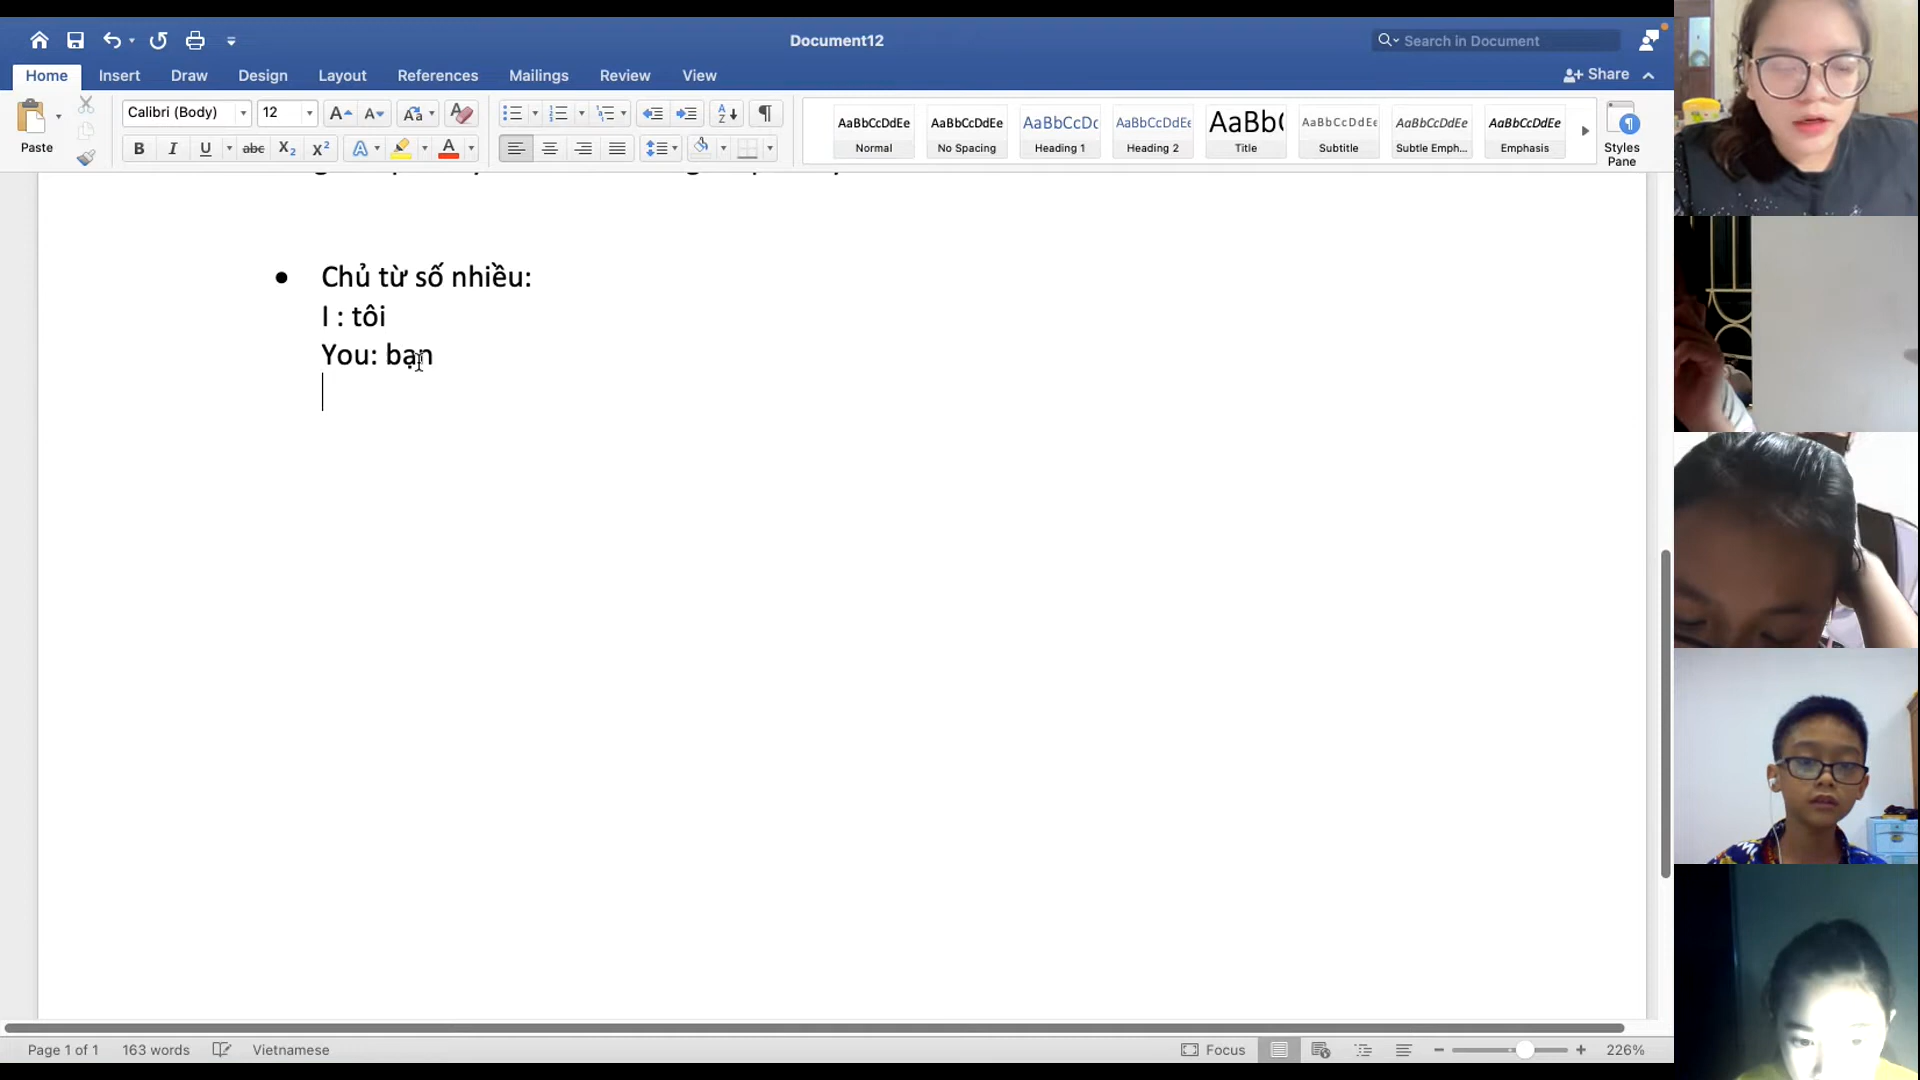 Document12
Search in Document
Home Insert Draw Design Layout References Mailings Review View
Share
Calibri (Body) 12
Paste
AaBbCcDdEe AaBbCcDdEe AaBbCcDc AaBbCcDdEe AaBb( AaBbCcDdEe AaBbCcDdEe AaBbCcDdEe
Normal No Spacing Heading 1 Heading 2 Title Subtitle Subtle Emph... Emphasis
Styles Pane
• Chủ từ số nhiều:
I : tôi
You: bạn
Page 1 of 1 163 words Vietnamese Focus 226%